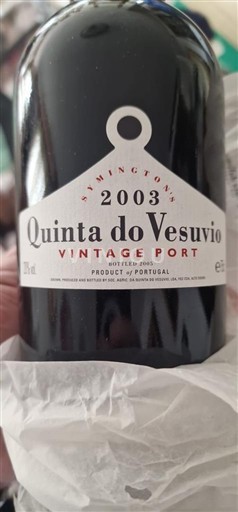 SYMINGTON'S
2003
Quinta do Vesuvio
VINTAGE PORT
BOTTLED 2005
PRODUCT of PORTUGAL